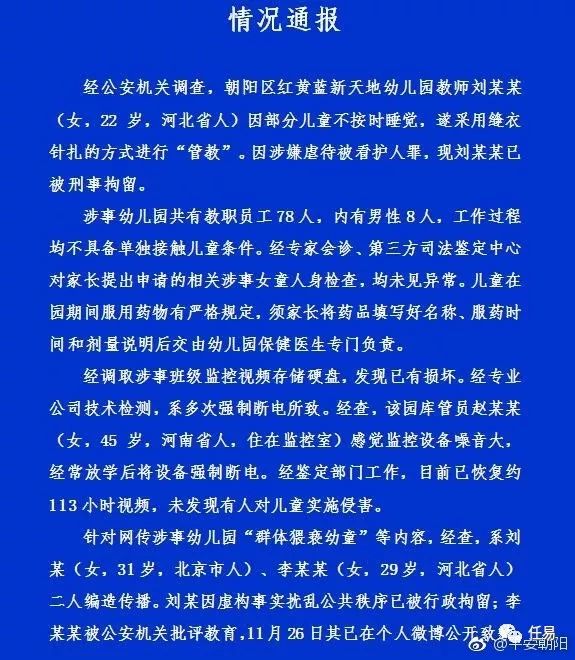 情况通报
经公安机关调查，朝阳区红黄蓝新天地幼儿园教师刘某某
（女，22 岁，河北省人）因部分儿童不按时睡觉，遂采用缝衣
针扎的方式进行“管教”。因涉嫌虐待被看护人罪，现刘某某已
被刑事拘留。
涉事幼儿园共有教职员工78人，内有男性8人，工作过程
均不具备单独接触儿童条件。经专家会诊、第三方司法鉴定中心
对家长提出申请的相关涉事女童人身检查，均未见异常。儿童在
园期间服用药物有严格规定，须家长将药品填写好名称、服药时
间和剂量说明后交由幼儿园保健医生专门负责。
经调取涉事班级监控视频存储硬盘，发现已有损坏。经专业
公司技术检测，系多次强制断电所致。经查，该园库管员赵某某
（女，45 岁，河南省人，住在监控室）感觉监控设备噪音大，
经常放学后将设备强制断电。经鉴定部门工作，目前已恢复约
113小时视频，未发现有人对儿童实施侵害。
针对网传涉事幼儿园“群体猥亵幼童”等内容，经查，系刘
某（女，31岁，北京市人）、李某某（女，29岁，河北省人）
二人编造传播。刘某因虚构事实扰乱公共秩序已被行政拘留；李
某某被公安机关批评教育，11月26日其已在个人微博公开致
任易
@平安朝阳